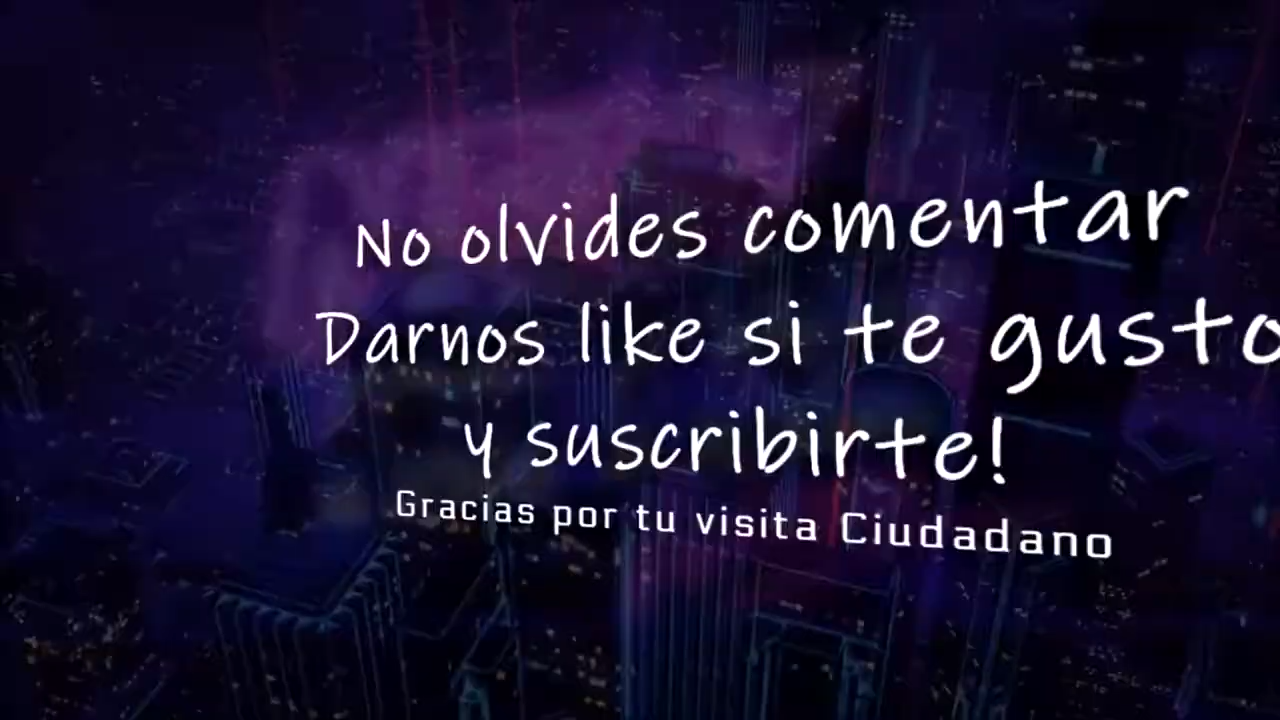 No olvides comentar
Darnos like si te gusto
y suscribirte!
Gracias por tu visita Ciudadano